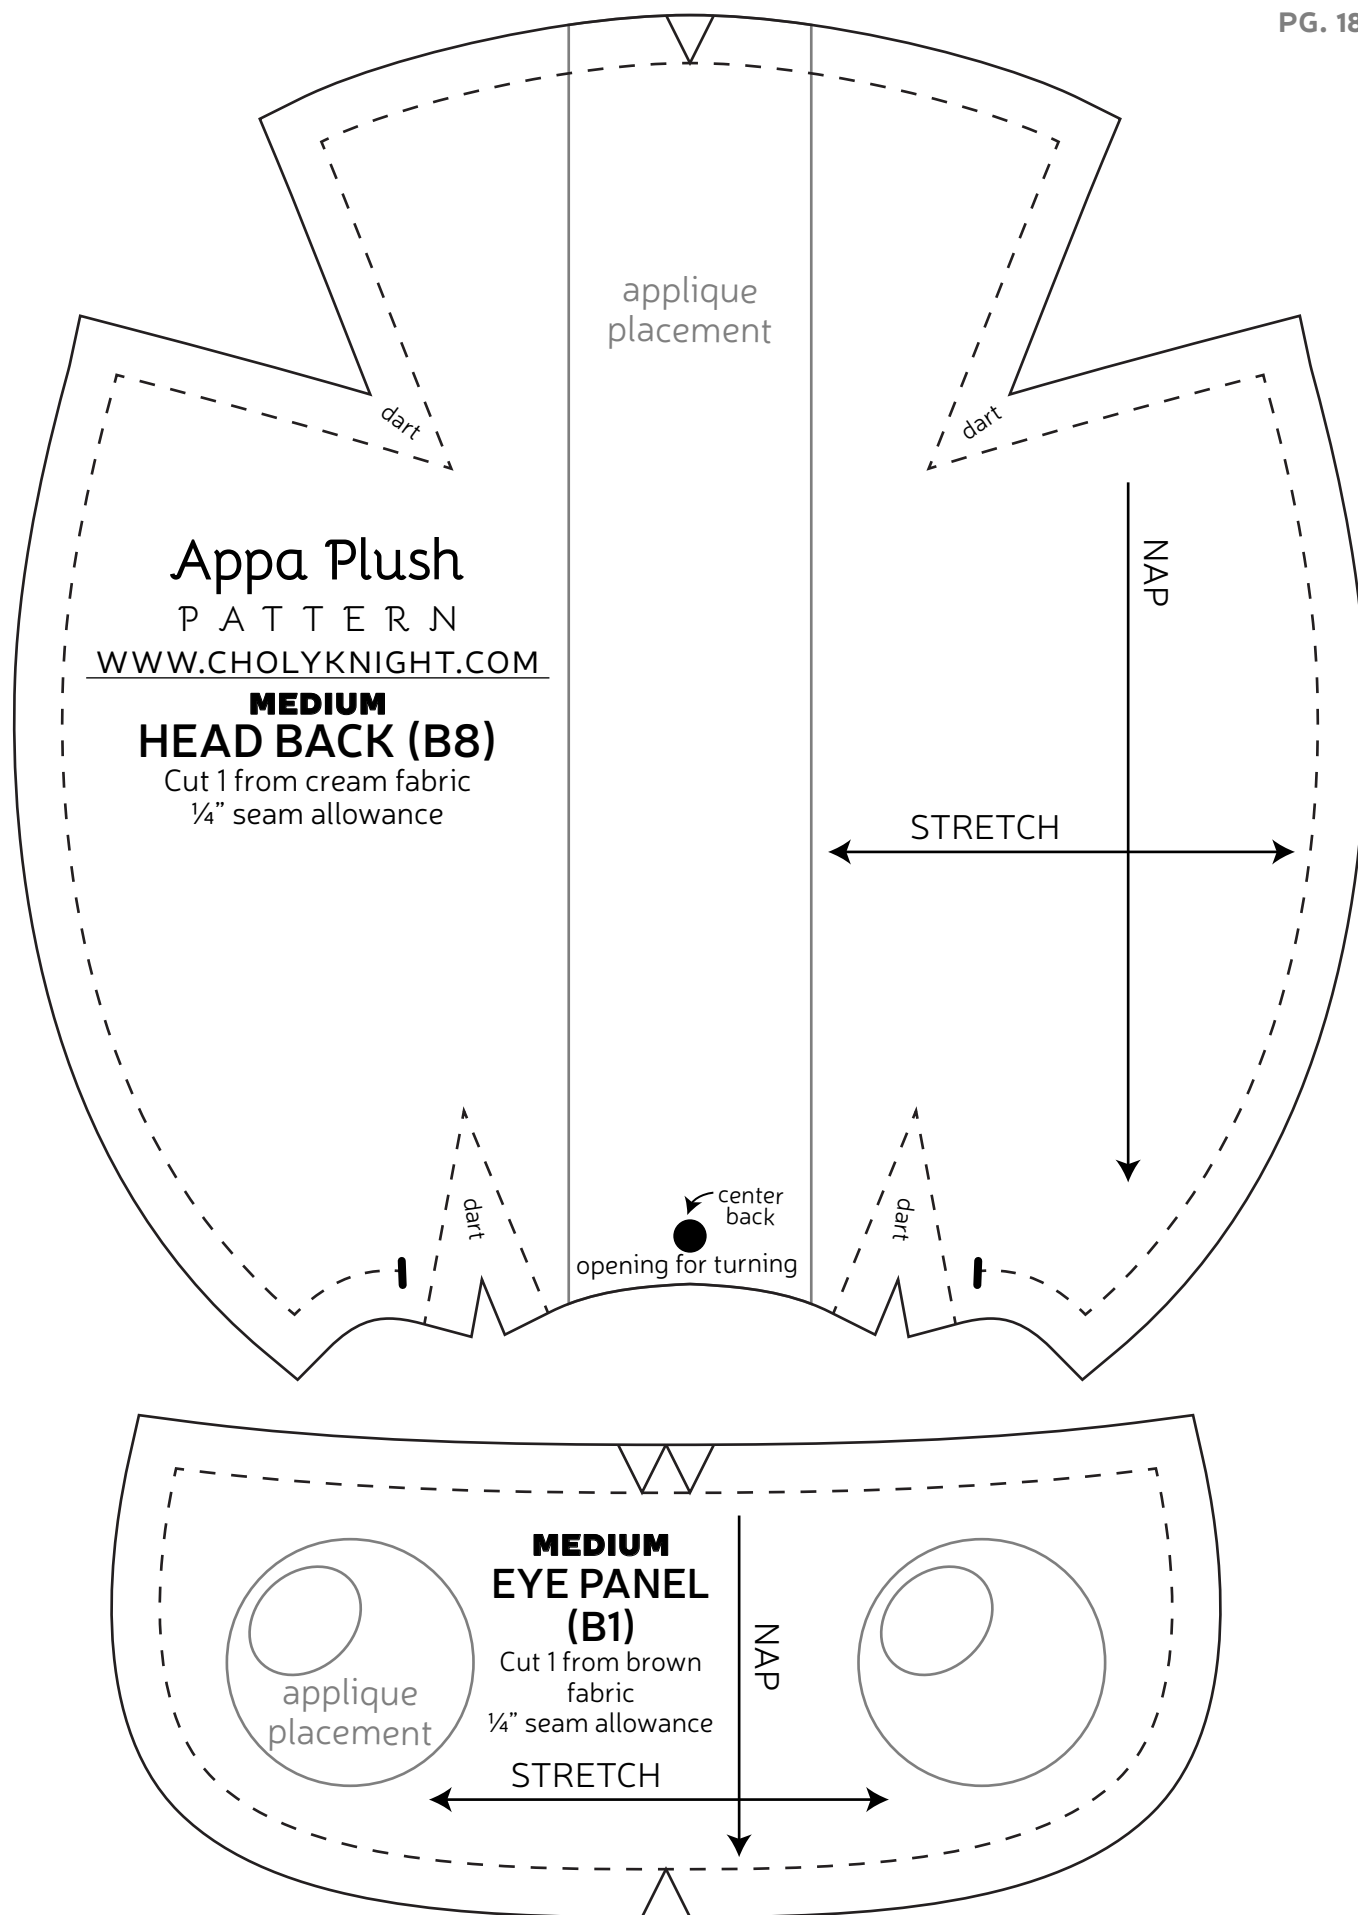 PG. 18
applique
placement
dart
dart
Appa Plush
PATTERN
WWW.CHOLYKNIGHT.COM
MEDIUM
HEAD BACK (B8)
Cut 1 from cream fabric
¼” seam allowance
NAP
STRETCH
dart
dart
center
back
opening for turning
MEDIUM
EYE PANEL
(B1)
Cut 1 from brown
fabric
¼” seam allowance
NAP
applique
placement
STRETCH